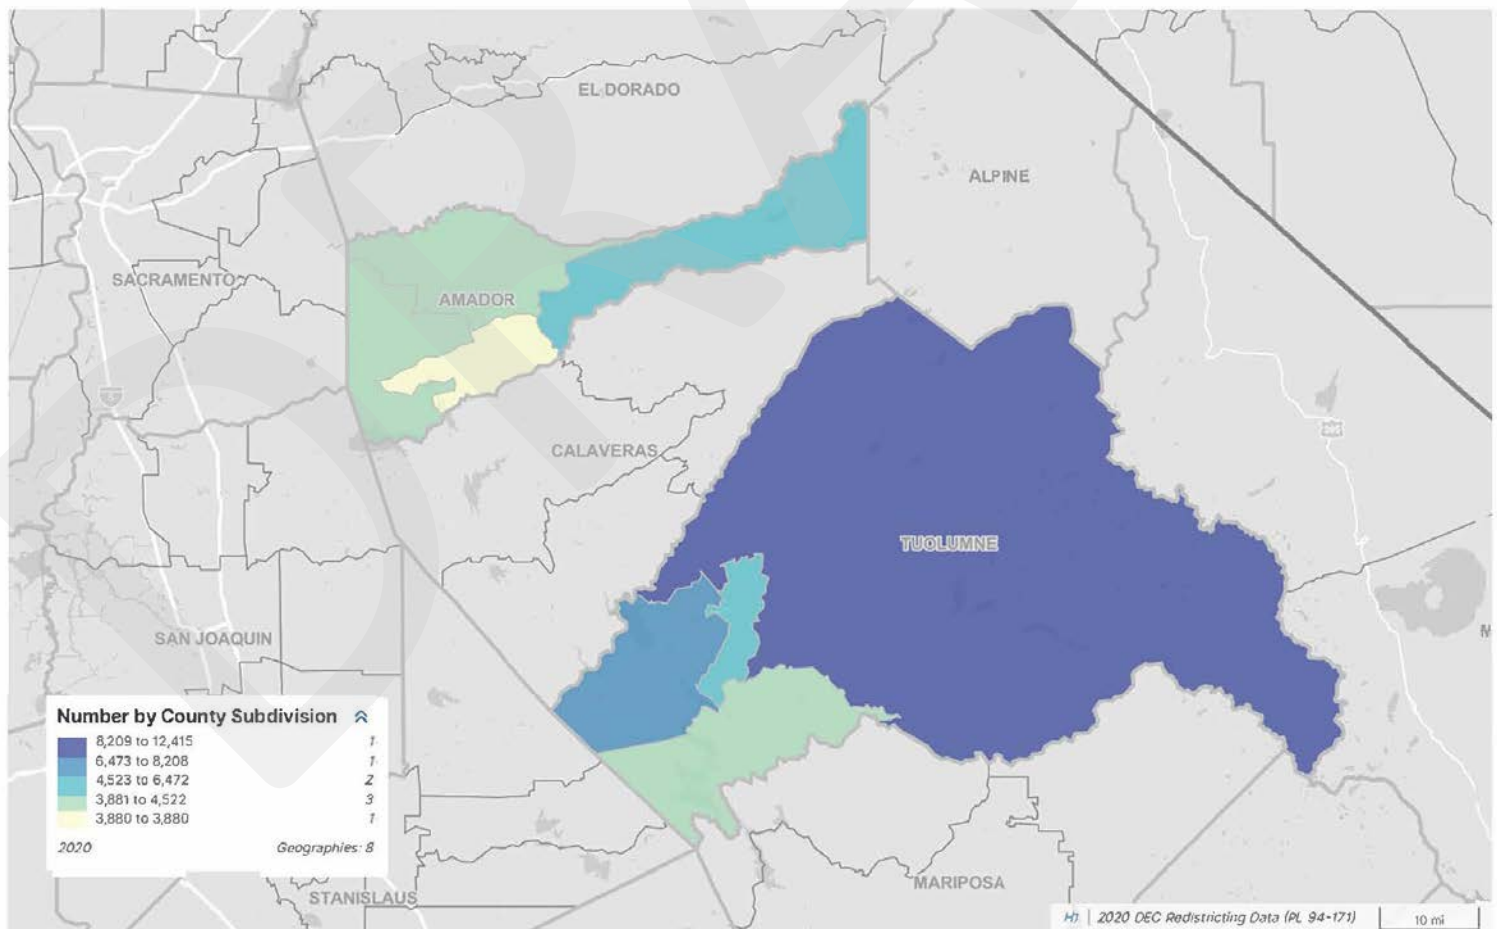 EL DORADO
ALPINE
SACRAMENTO
AMADOR
CALAVERAS
TUOLUMNE
SAN JOAQUIN
M
Number by County Subdivision
8,209 to 12,415 1
6,473 to 8,208 1
4,523 to 6,472 2
3,881 to 4,522 3
3,880 to 3,880 1
2020 Geographies: 8
STANISLAUS
MARIPOSA
H1 | 2020 DEC Redistricting Data (PL 94-171)
10 mi